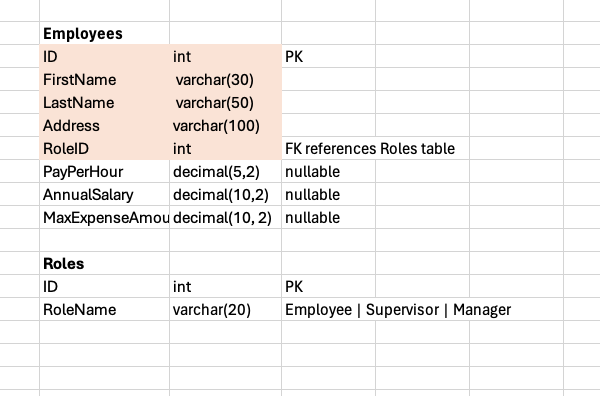 Employees
ID int PK
FirstName varchar(30)
LastName varchar(50)
Address varchar(100)
RoleID int FK references Roles table
PayPerHour decimal(5,2) nullable
AnnualSalary decimal(10,2) nullable
MaxExpenseAmou decimal(10, 2) nullable
Roles
ID int PK
RoleName varchar(20) Employee | Supervisor | Manager